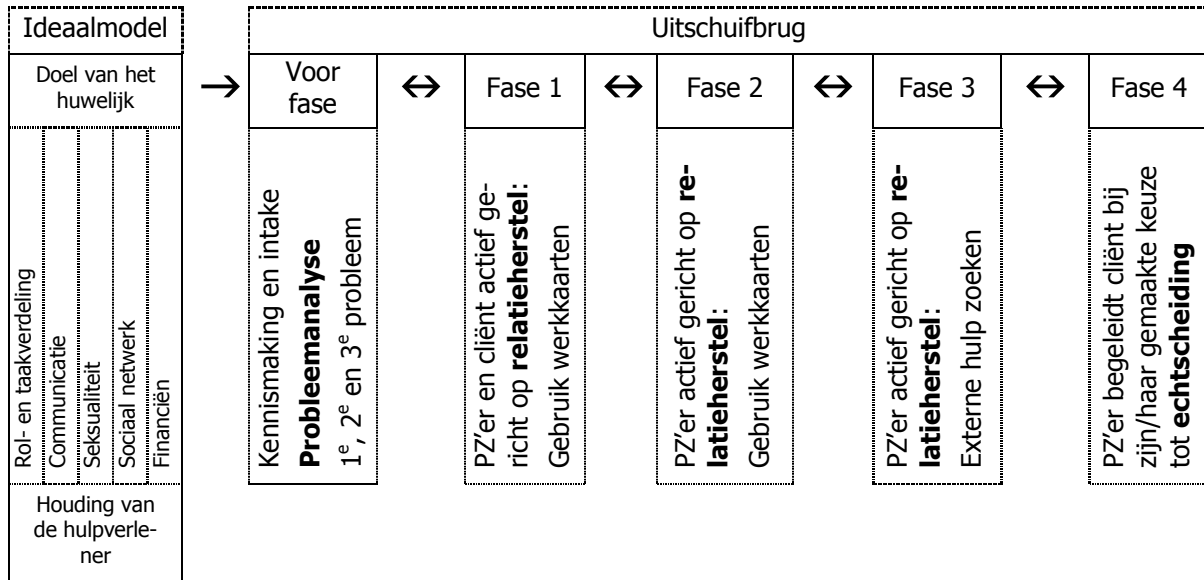 Ideaalmodel
Uitschuifbrug
Doel van het
huwelijk
→
Voor
fase
↔
Fase 1
↔
Fase 2
↔
Fase 3
↔
Fase 4
Rol- en taakverdeling
Communicatie
Seksualiteit
Sociaal netwerk
Financiën
Kennismaking en intake
Probleemanalyse
1e, 2e en 3e probleem
PZ'er en cliënt actief ge-
richt op relatieherstel:
Gebruik werkkaarten
PZ'er actief gericht op re-
latieherstel:
Gebruik werkkaarten
PZ'er actief gericht op re-
latieherstel:
Externe hulp zoeken
PZ'er begeleidt cliënt bij
zijn/haar gemaakte keuze
tot echtscheiding
Houding van
de hulpverle-
ner